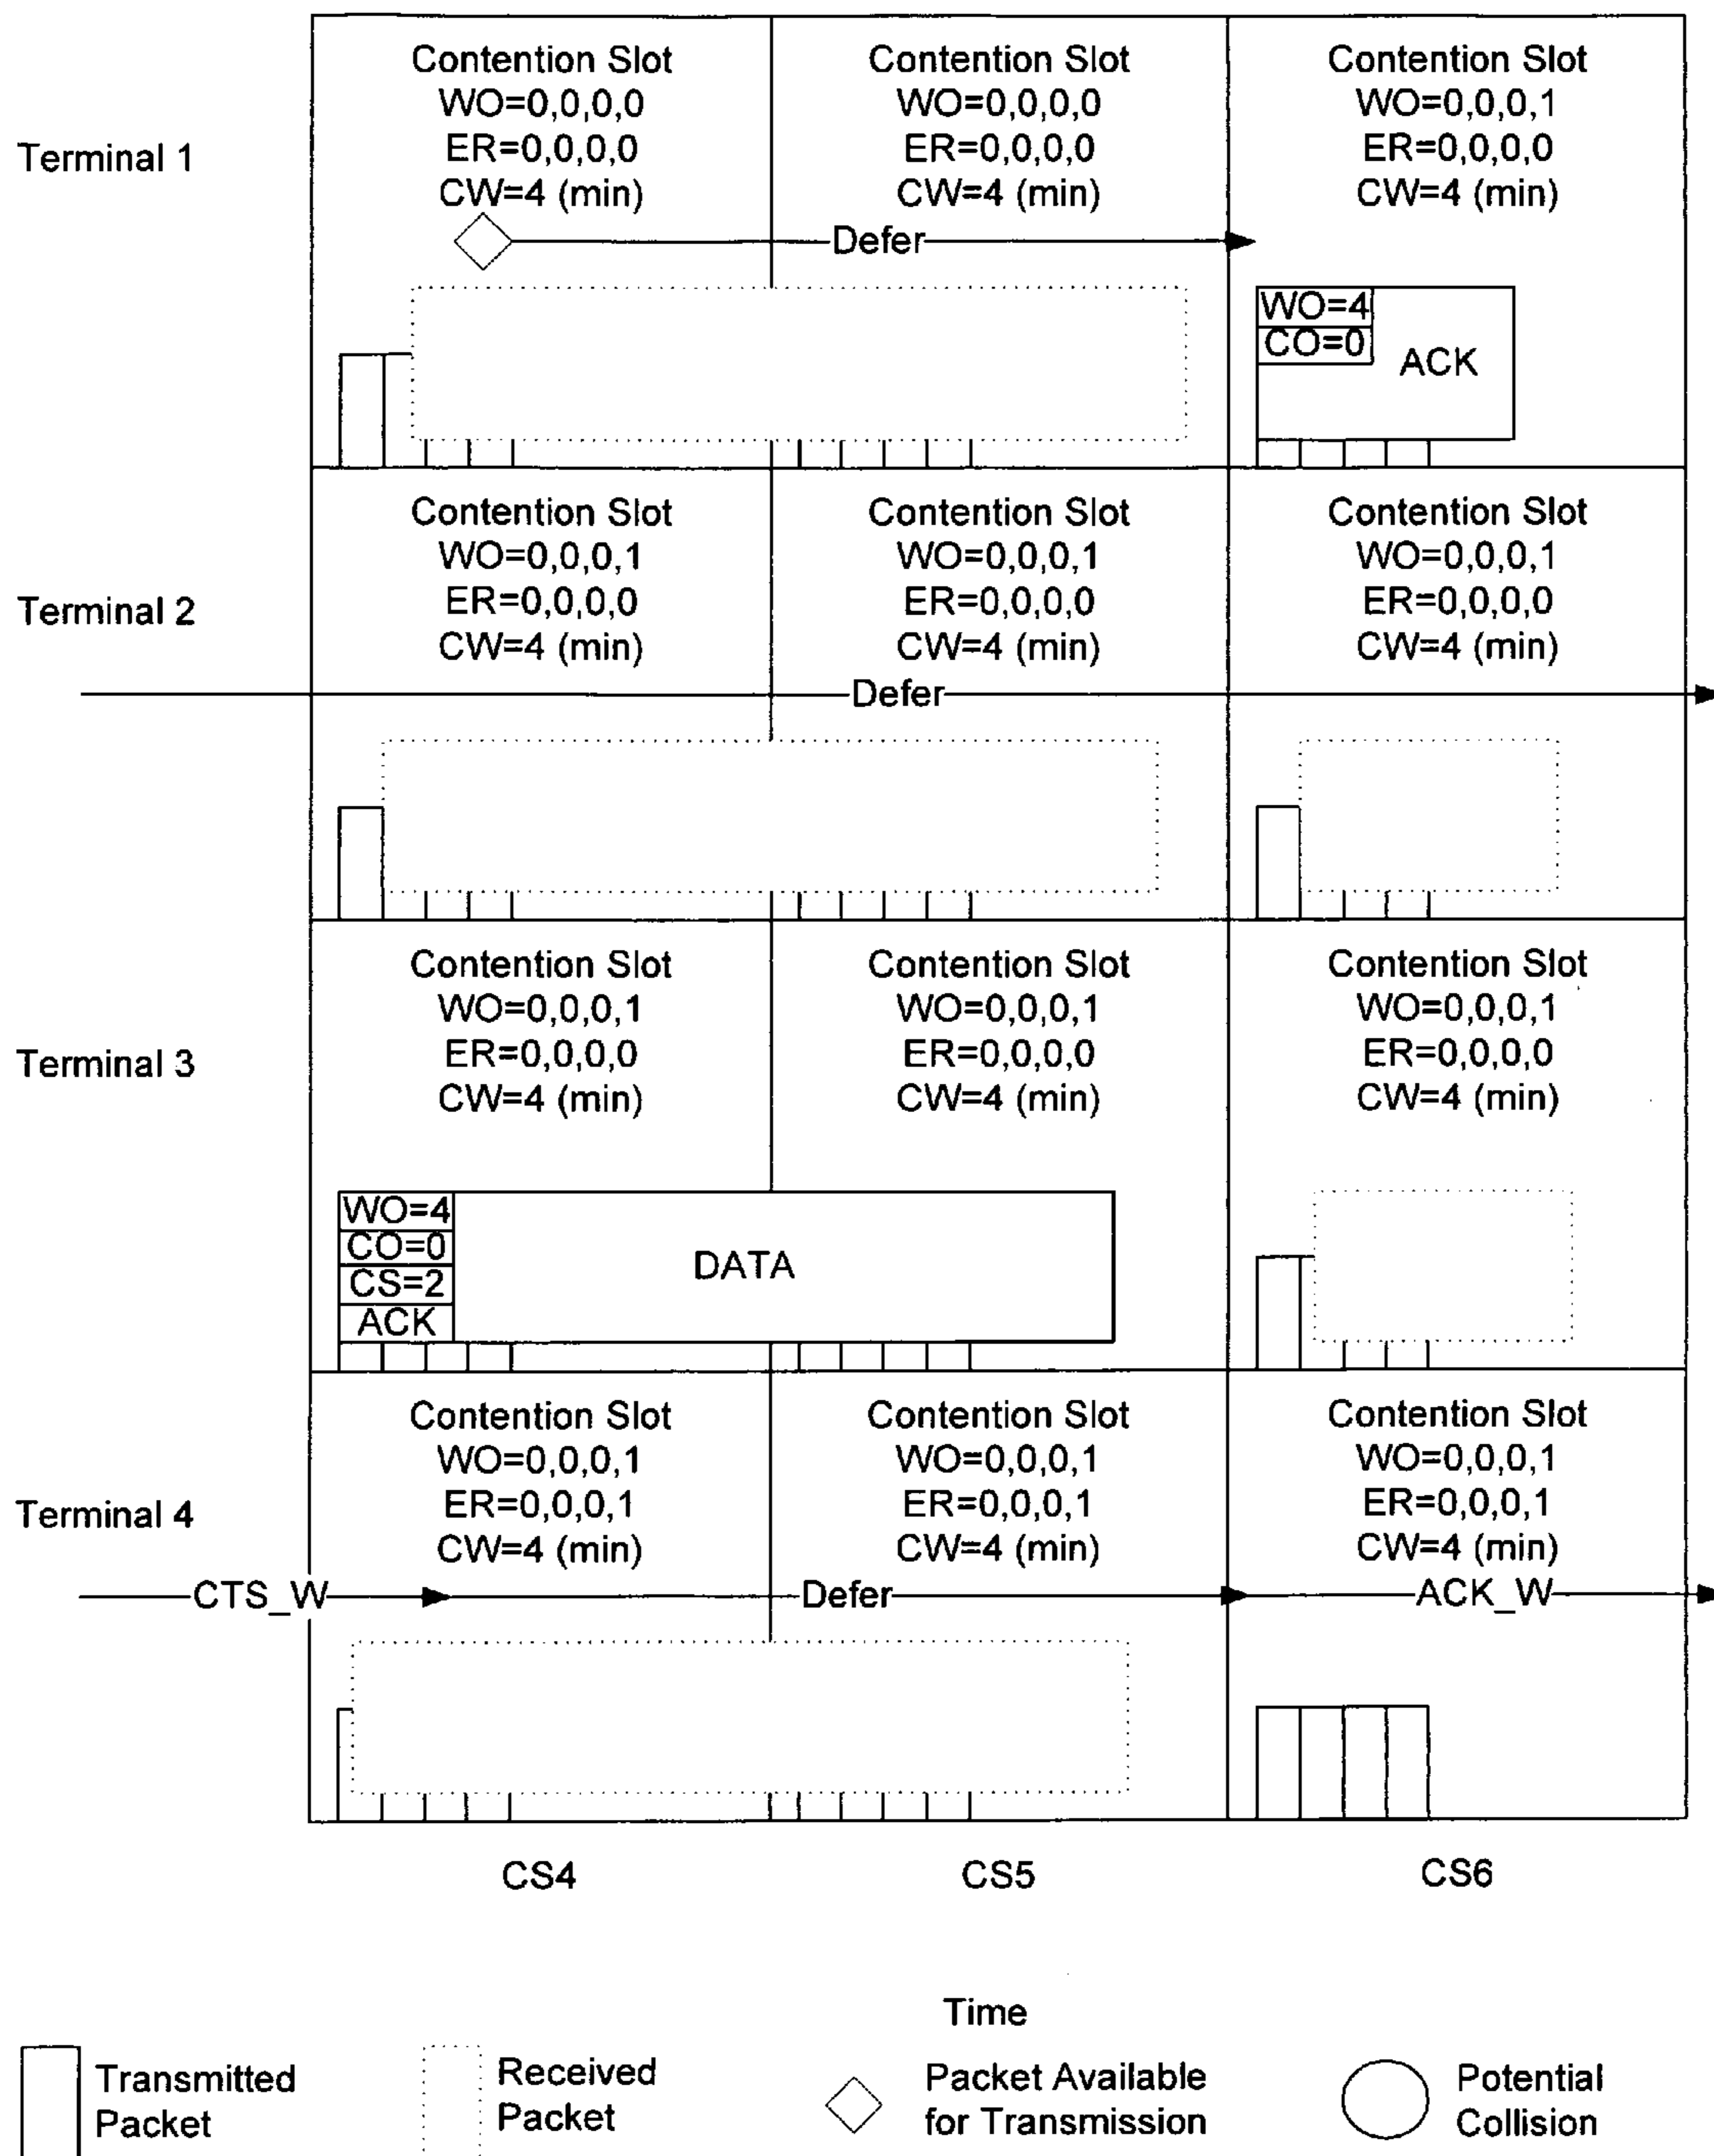 Terminal 1
Contention Slot
WO=0,0,0,0
ER=0,0,0,0
CW=4 (min)
Contention Slot
WO=0,0,0,0
ER=0,0,0,0
CW=4 (min)
Contention Slot
WO=0,0,0,1
ER=0,0,0,0
CW=4 (min)
Defer
WO=4
CO=0
ACK
Terminal 2
Contention Slot
WO=0,0,0,1
ER=0,0,0,0
CW=4 (min)
Contention Slot
WO=0,0,0,1
ER=0,0,0,0
CW=4 (min)
Contention Slot
WO=0,0,0,1
ER=0,0,0,0
CW=4 (min)
Defer
Terminal 3
Contention Slot
WO=0,0,0,1
ER=0,0,0,0
CW=4 (min)
Contention Slot
WO=0,0,0,1
ER=0,0,0,0
CW=4 (min)
Contention Slot
WO=0,0,0,1
ER=0,0,0,0
CW=4 (min)
WO=4
CO=0
CS=2
ACK
DATA
Terminal 4
Contention Slot
WO=0,0,0,1
ER=0,0,0,1
CW=4 (min)
Contention Slot
WO=0,0,0,1
ER=0,0,0,1
CW=4 (min)
Contention Slot
WO=0,0,0,1
ER=0,0,0,1
CW=4 (min)
CTS_W
Defer
ACK_W
CS4
CS5
CS6
Time
Transmitted
Packet
Received
Packet
Packet Available
for Transmission
Potential
Collision